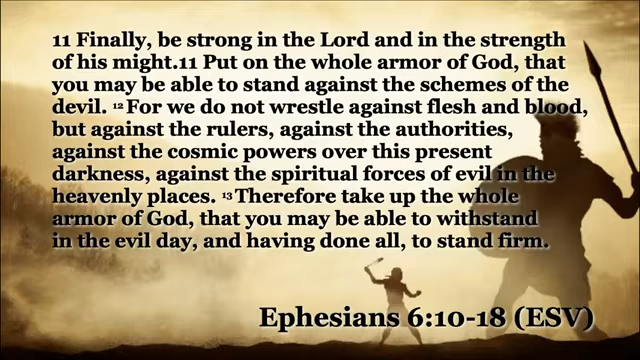 11 Finally, be strong in the Lord and in the strength
of his might.11 Put on the whole armor of God, that
you may be able to stand against the schemes of the
devil. 12 For we do not wrestle against flesh and blood,
but against the rulers, against the authorities,
against the cosmic powers over this present
darkness, against the spiritual forces of evil in the
heavenly places. 13 Therefore take up the whole
armor of God, that you may be able to withstand
in the evil day, and having done all, to stand firm.
Ephesians 6:10-18 (ESV)